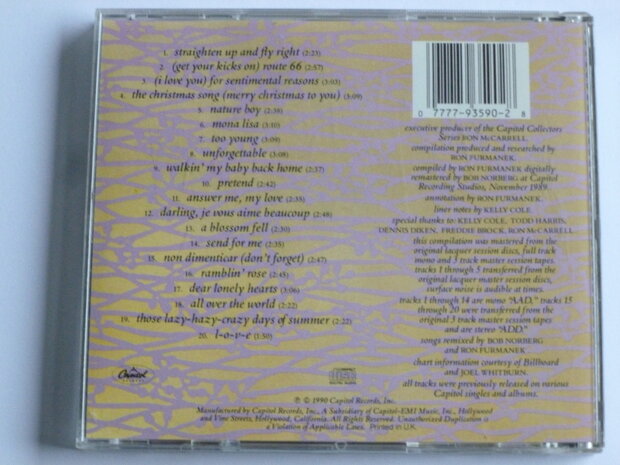 1. straighten up and fly right (2:23)
2. (get your kicks on) route 66 (2:57)
3. (i love you) for sentimental reasons (3:03)
4. the christmas song (merry christmas to you) (3:09)
5. nature boy (2:38)
6. mona lisa (3:10)
7. too young (3:09)
8. unforgettable (3:08)
9. walkin' my baby back home (2:37)
10. pretend (2:42)
11. answer me, my love (2:35)
12. darling, je vous aime beaucoup (2:48)
13. a blossom fell (2:30)
14. send for me (2:35)
15. non dimenticar (don't forget) (2:47)
16. ramblin' rose (2:45)
17. dear lonely hearts (3:06)
18. all over the world (2:22)
19. those lazy-hazy-crazy days of summer (2:22)
20. l-o-v-e (2:30)
0 7777-93590-2 8
executive producer of the Capitol Collectors
Series RON McCARRELL.
compilation produced and researched by
RON FURMANEK.
compiled by RON FURMANEK digitally
remastered by BOB NORBERG at Capitol
Recording Studios, November 1989.
annotation by RON FURMANEK.
liner notes by KELLY COLE.
special thanks to: KELLY COLE, TODD HARRIS,
DENNIS DIKEN, FREDDIE BROCK, RON McCARRELL
this compilation was mastered from the
original lacquer session discs, full track
mono and 3 track master session tapes.
tracks 1 through 5 transferred from the
original lacquer master session discs,
surface noise is audible at times.
tracks 1 through 14 are mono "AAD," tracks 15
through 20 were transferred from the
original 3 track master session tapes
and are stereo "ADD."
songs remixed by BOB NORBERG
and RON FURMANEK.
chart information courtesy of Billboard
and JOEL WHITBURN.
all tracks were previously released on various
Capitol singles and albums.
Capitol
RECORDS
COMPACT
disc
DIGITAL AUDIO
℗ © 1990 Capitol Records, Inc.
Manufactured by Capitol Records, Inc., A Subsidiary of Capitol-EMI Music, Inc., Hollywood
and Vine Streets, Hollywood, California. All Rights Reserved. Unauthorized Duplication is
a Violation of Applicable Laws. Printed in U.K.